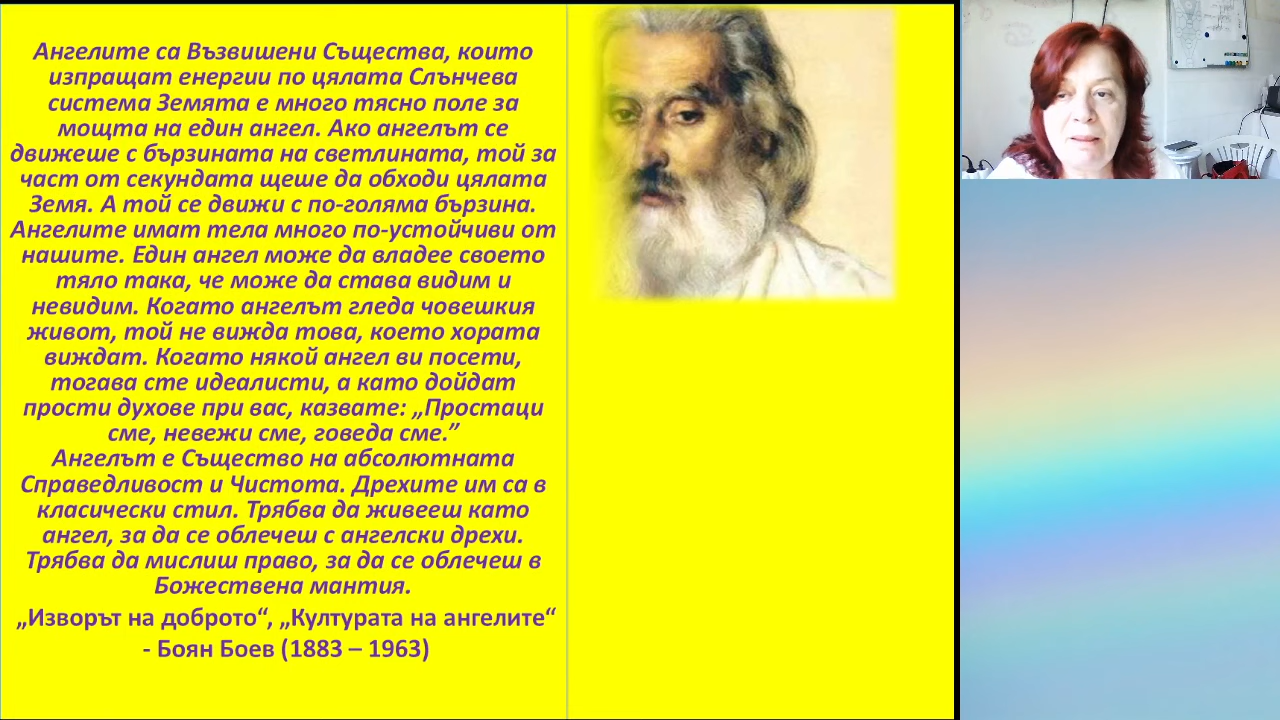 Ангелите са Възвишени Същества, които
изпращат енергии по цялата Слънчева
система Земята е много тясно поле за
мощта на един ангел. Ако ангелът се
движеше с бързината на светлината, той за
част от секундата щеше да обходи цялата
Земя. А той се движи с по-голяма бързина.
Ангелите имат тела много по-устойчиви от
нашите. Един ангел може да владее своето
тяло така, че може да става видим и
невидим. Когато ангелът гледа човешкия
живот, той не вижда това, което хората
виждат. Когато някой ангел ви посети,
тогава сте идеалисти, а като дойдат
прости духове при вас, казвате: „Простаци
сме, невежи сме, говеда сме.”
Ангелът е Същество на абсолютната
Справедливост и Чистота. Дрехите им са в
класически стил. Трябва да живееш като
ангел, за да се облечеш с ангелски дрехи.
Трябва да мислиш право, за да се облечеш в
Божествена мантия.
„Изворът на доброто“, „Културата на ангелите“
- Боян Боев (1883 – 1963)